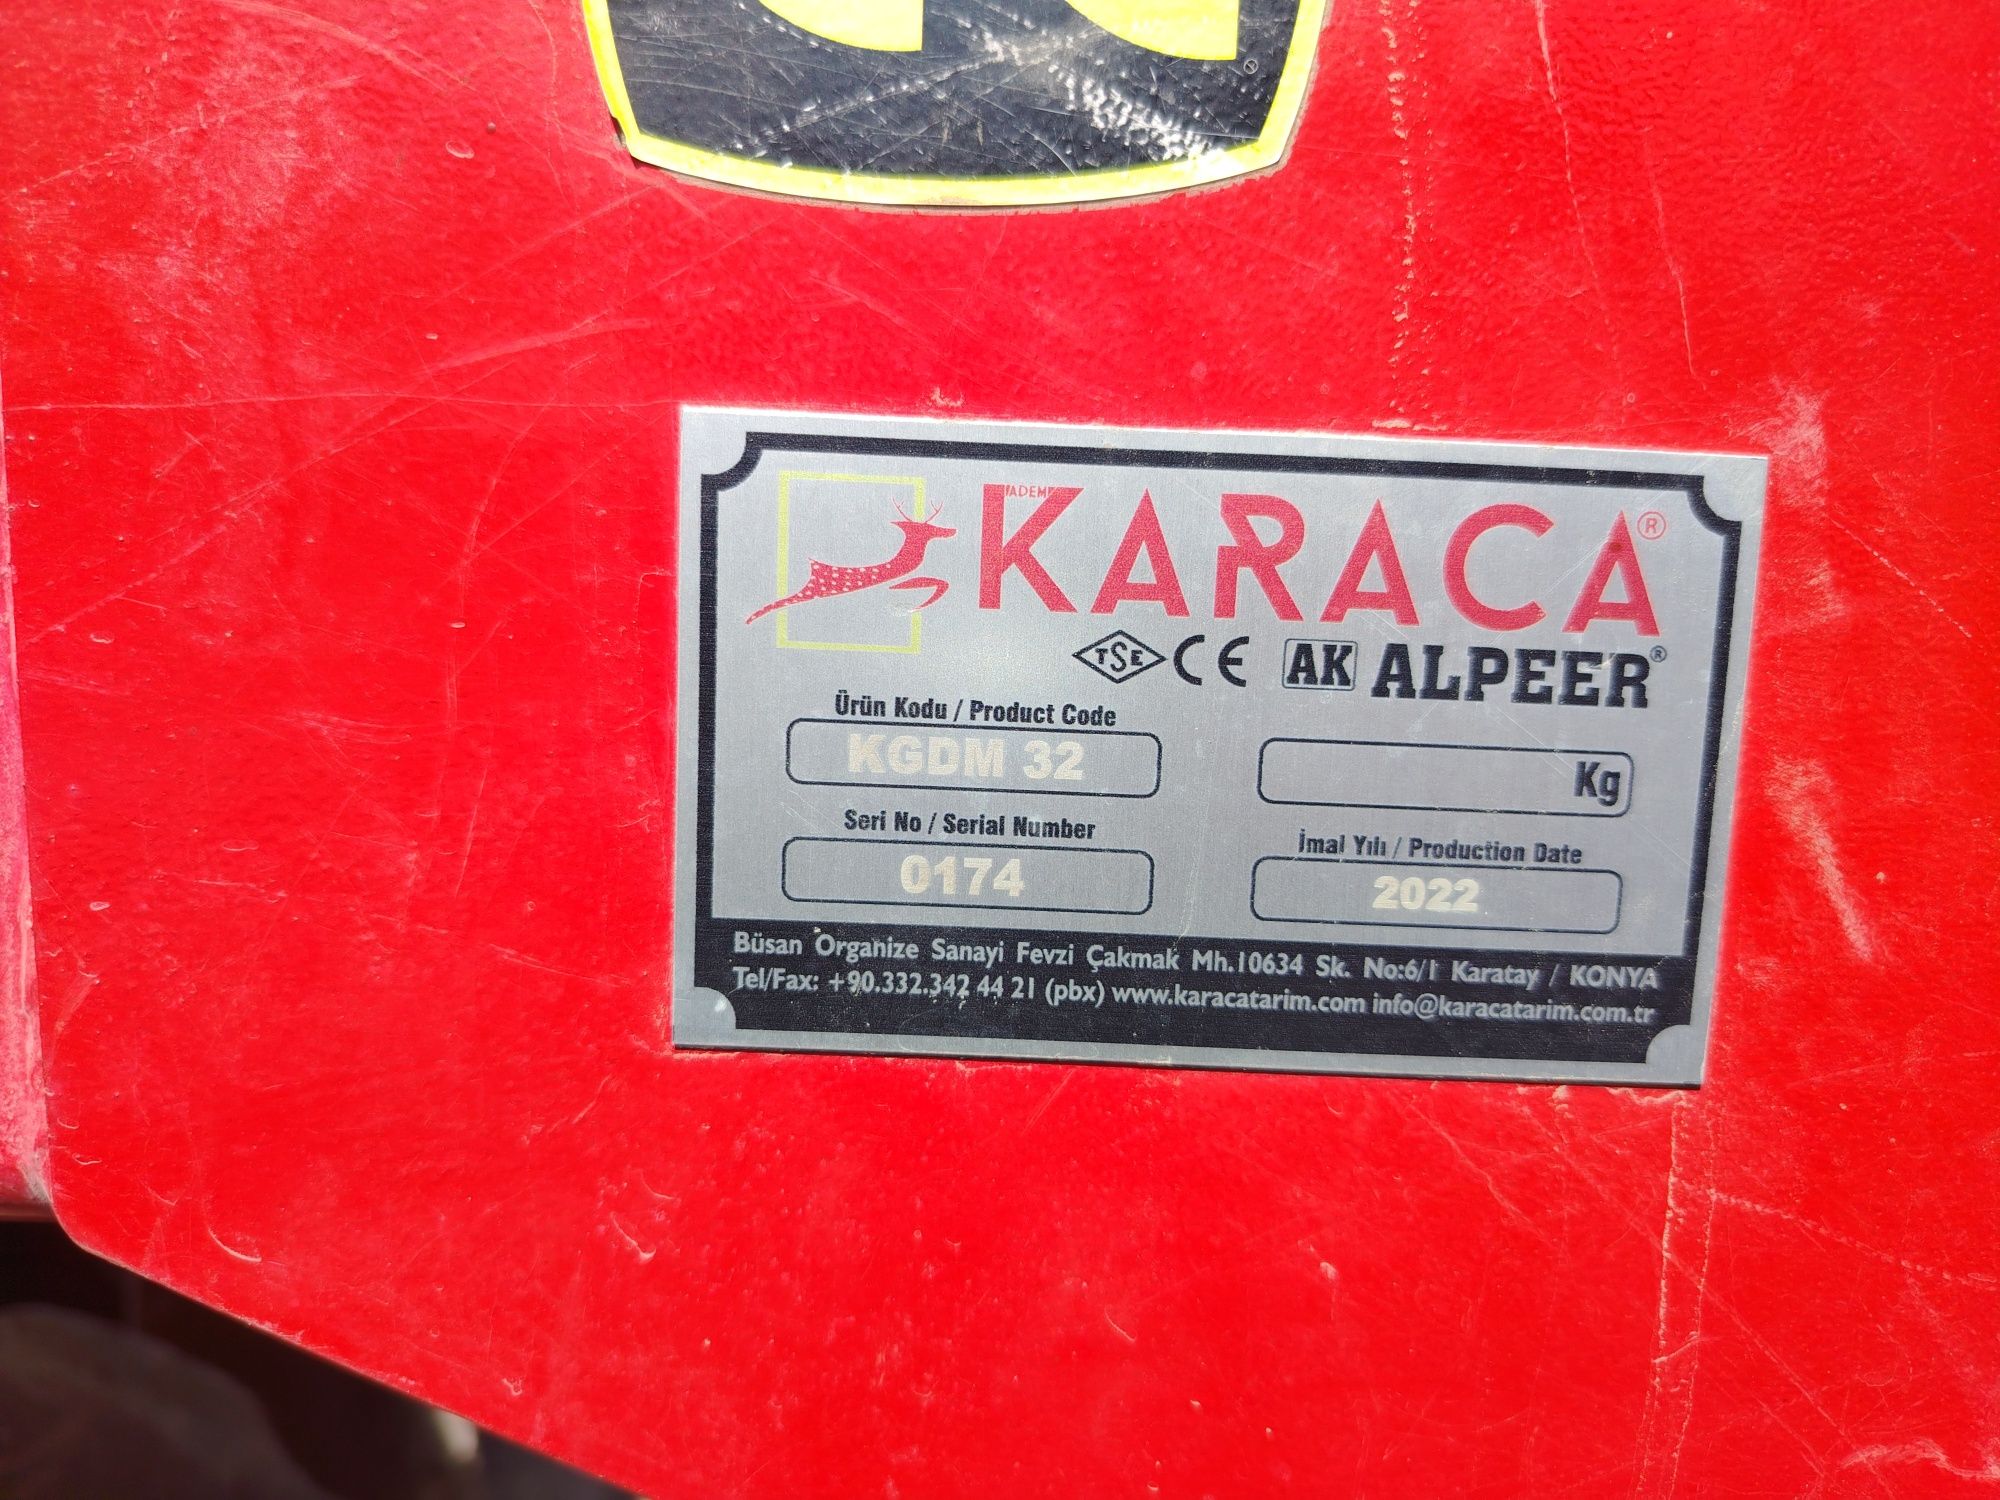 ADEM
KARACA®
TSE CE AK ALPEER®
Ürün Kodu / Product Code
KGDM 32
Kg
Seri No / Serial Number
0174
İmal Yılı / Production Date
2022
Büsan Organize Sanayi Fevzi Çakmak Mh.10634 Sk. No:6/1 Karatay / KONYA
Tel/Fax: +90.332.342 44 21 (pbx) www.karacatarim.com info@karacatarim.com.tr